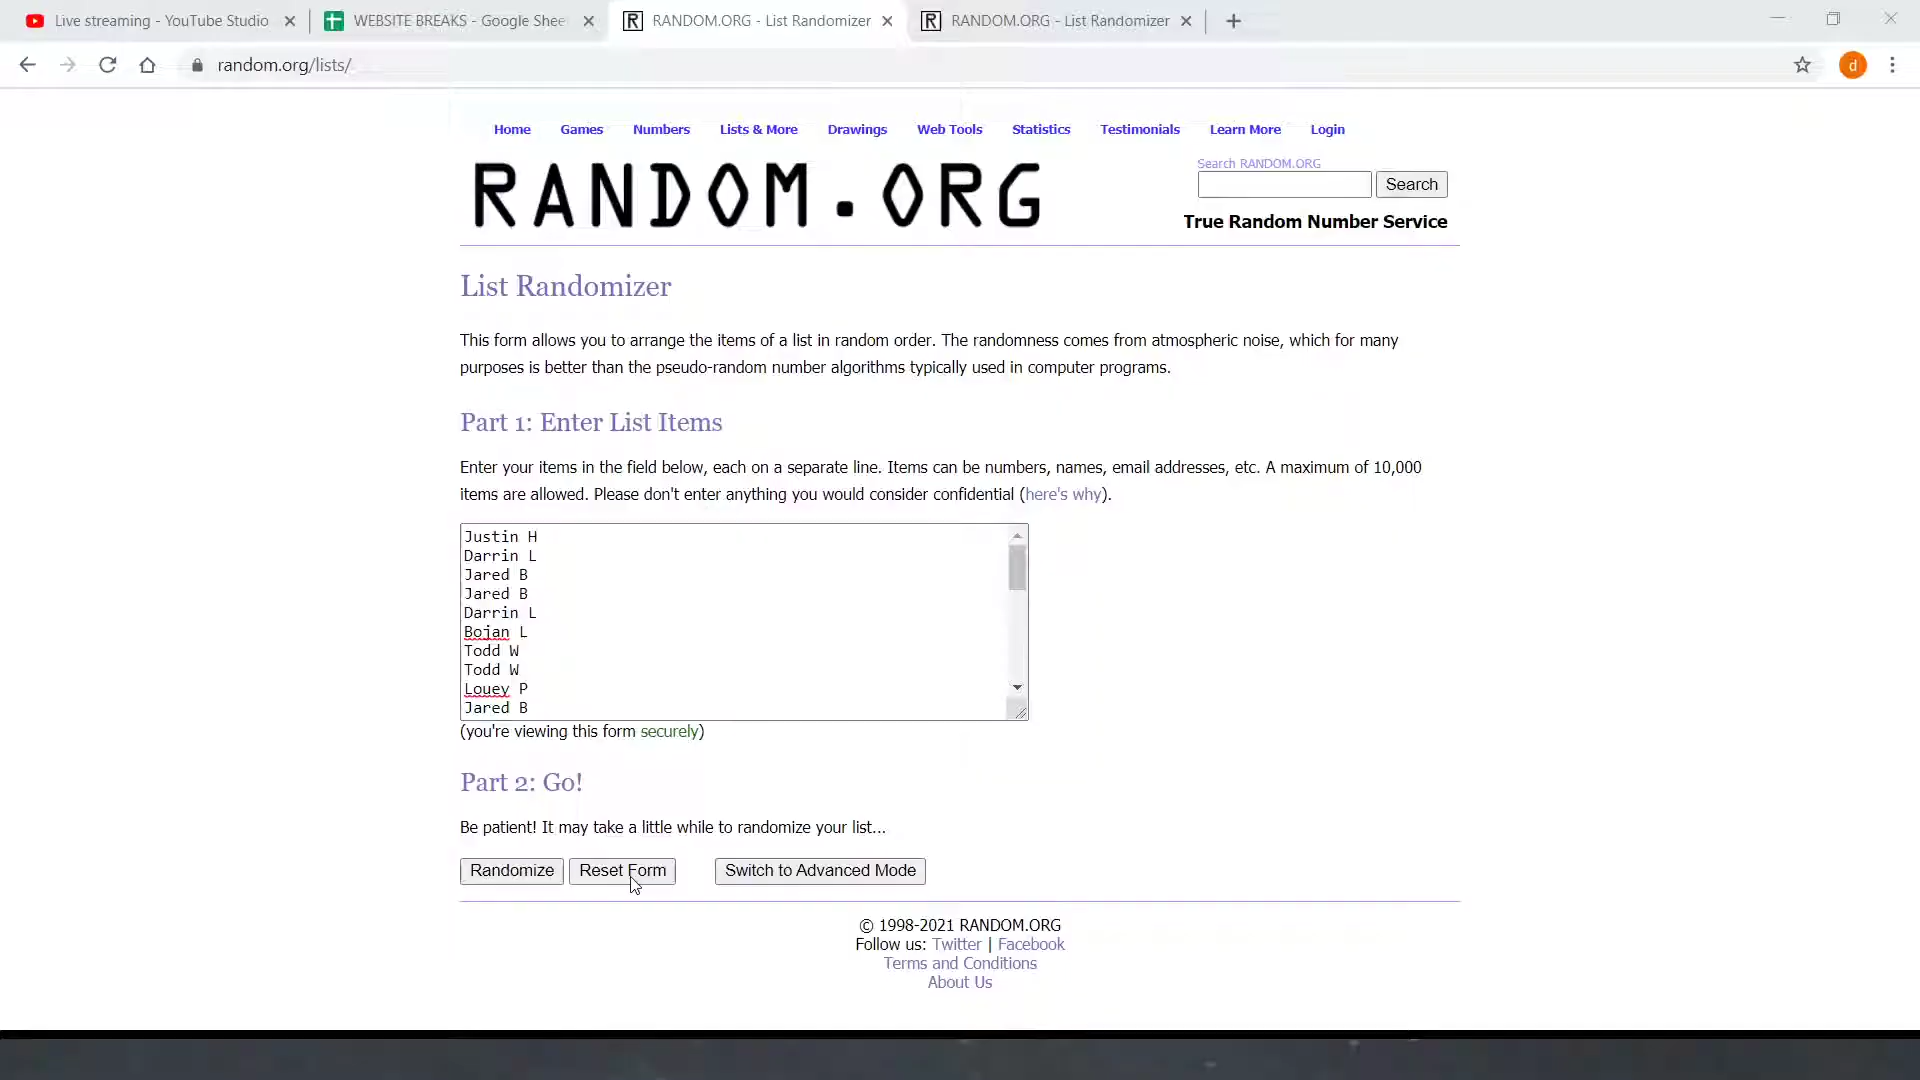 Live streaming - YouTube Studio
WEBSITE BREAKS - Google Shee
RANDOM.ORG - List Randomizer
RANDOM.ORG - List Randomizer
random.org/lists/
d
Home Games Numbers Lists & More Drawings Web Tools Statistics Testimonials Learn More Login
RANDOM.ORG
Search RANDOM.ORG
Search
True Random Number Service
List Randomizer
This form allows you to arrange the items of a list in random order. The randomness comes from atmospheric noise, which for many
purposes is better than the pseudo-random number algorithms typically used in computer programs.
Part 1: Enter List Items
Enter your items in the field below, each on a separate line. Items can be numbers, names, email addresses, etc. A maximum of 10,000
items are allowed. Please don't enter anything you would consider confidential (here's why).
Justin H
Darrin L
Jared B
Jared B
Darrin L
Bojan L
Todd W
Todd W
Louey P
Jared B
(you're viewing this form securely)
Part 2: Go!
Be patient! It may take a little while to randomize your list...
Randomize Reset Form Switch to Advanced Mode
© 1998-2021 RANDOM.ORG
Follow us: Twitter | Facebook
Terms and Conditions
About Us